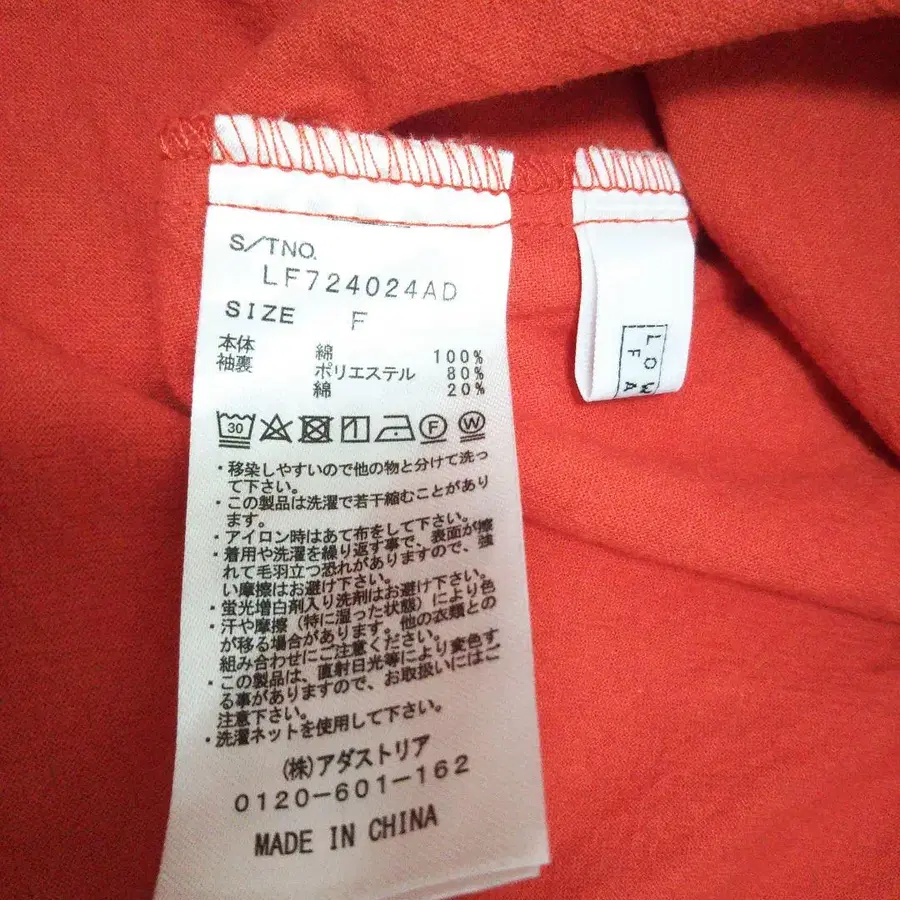 S/TNO.
LF724024AD
SIZE F
本体 綿 100%
袖裏 ポリエステル 80%
綿 20%
30 F W
・移染しやすいので他の物と分けて洗っ
て下さい。
・この製品は洗濯で若干縮むことがあり
ます。
・アイロン時はあて布をして下さい。
・着用や洗濯を繰り返す事で、表面が擦
れて毛羽立つ恐れがありますので、強
い摩擦はお避け下さい。
・蛍光増白剤入り洗剤はお避け下さい。
・汗や摩擦(特に湿った状態)により色
が移る場合があります。他の衣類との
組み合わせにご注意ください。
・この製品は、直射日光等により変色す
る事がありますので、お取扱いにはご
注意下さい。
・洗濯ネットを使用して下さい。
(株)アダストリア
0120-601-162
MADE IN CHINA
LOW
F
A